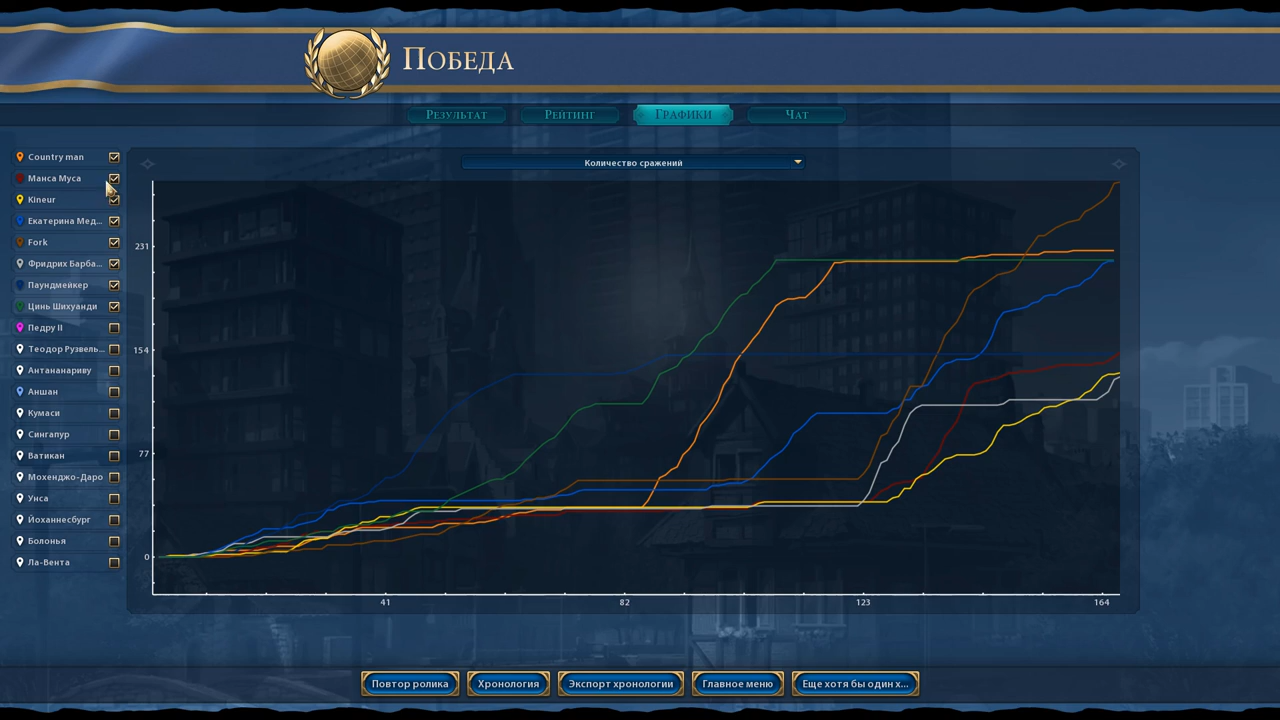 Победа
Результат
Рейтинг
Графики
Чат
Country man
Манса Муса
Kineur
Екатерина Мед...
Fork
Фридрих Барба...
Паундмейкер
Цинь Шихуанди
Педру II
Теодор Рузвель...
Антананариву
Аншан
Кумаси
Сингапур
Ватикан
Мохенджо-Даро
Унса
Йоханнесбург
Болонья
Ла-Вента
Количество сражений
231
154
77
0
41
82
123
164
Повтор ролика
Хронология
Экспорт хронологии
Главное меню
Еще хотя бы один х...